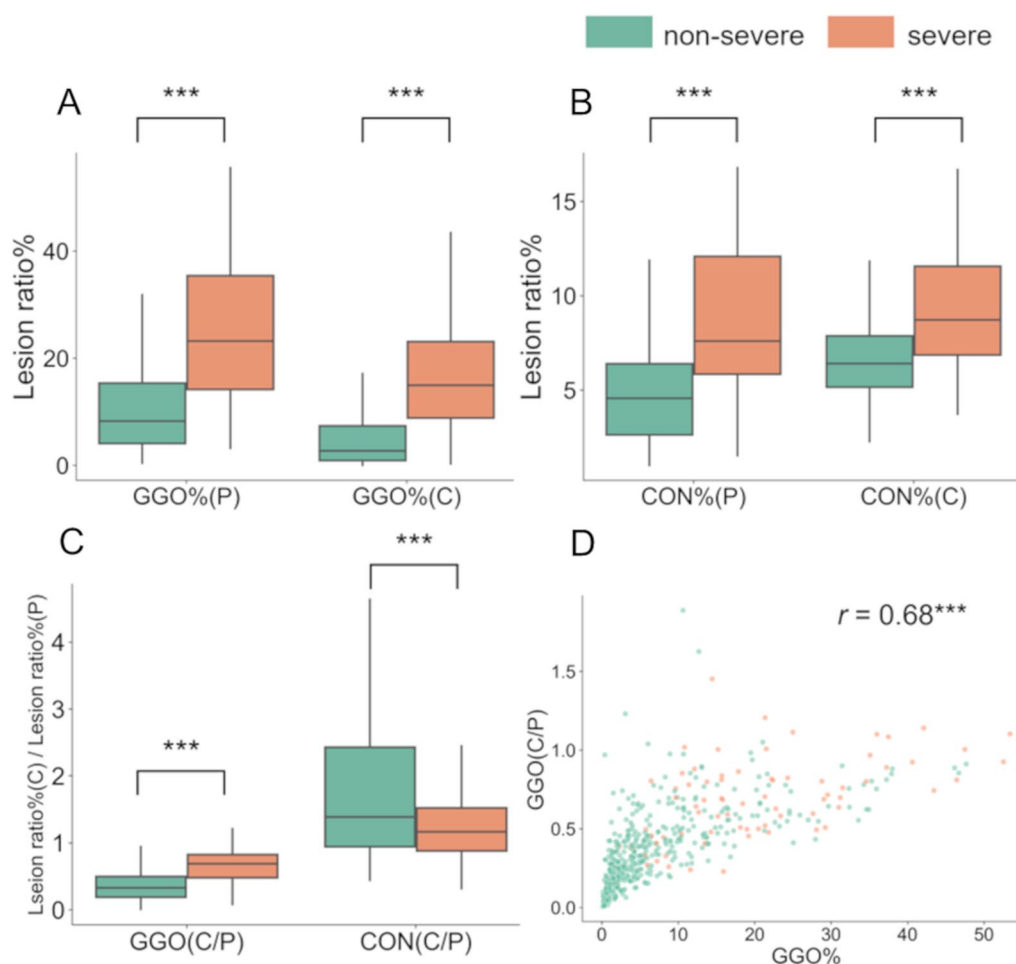 non-severe severe
A *** ***
B *** ***
Lesion ratio%
40
20
0
GGO%(P) GGO%(C)
Lesion ratio%
15
10
5
CON%(P) CON%(C)
C *** ***
Lseion ratio%(C) / Lesion ratio%(P)
4
3
2
1
0
GGO(C/P) CON(C/P)
D
r = 0.68***
GGO(C/P)
1.5
1.0
0.5
0.0
0 10 20 30 40 50
GGO%